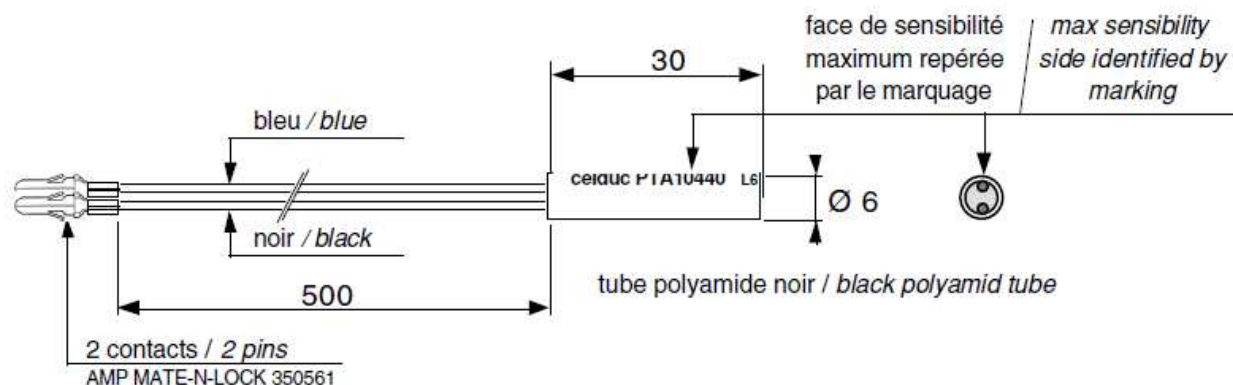 face de sensibilité / max sensibility
maximum repérée side identified by
par le marquage marking
30
bleu / blue
celduc PTA10440 L6
Ø 6
noir / black
tube polyamide noir / black polyamid tube
500
2 contacts / 2 pins
AMP MATE-N-LOCK 350561